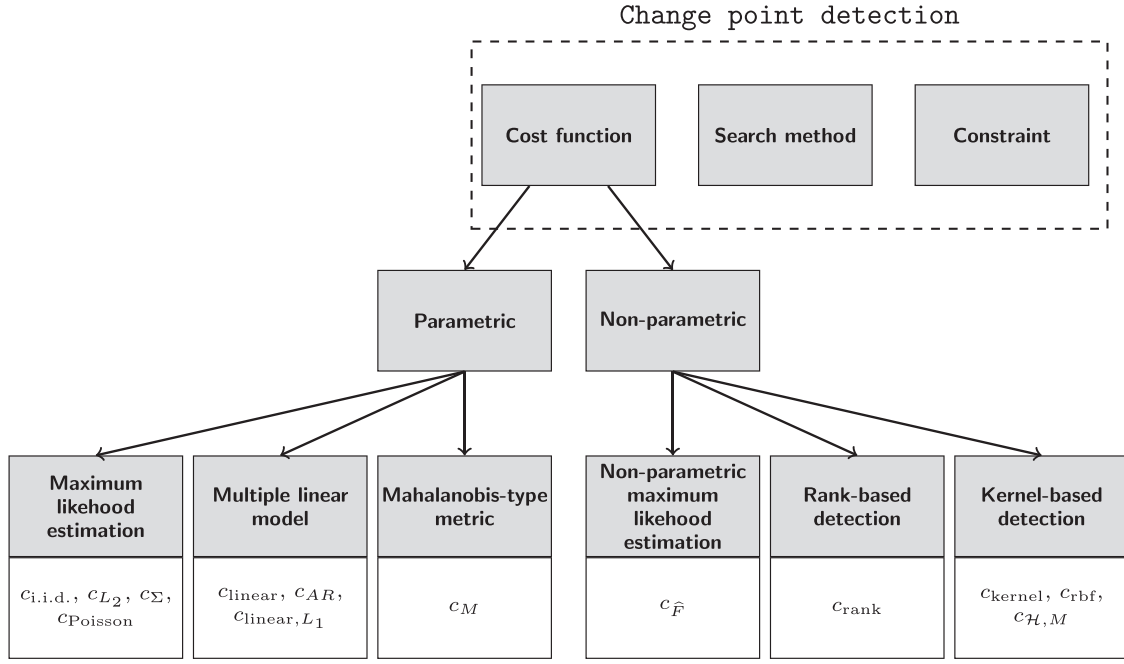 Change point detection
Cost function
Search method
Constraint
Parametric
Non-parametric
Maximum
likehood
estimation
Multiple linear
model
Mahalanobis-type
metric
Non-parametric
maximum
likehood
estimation
Rank-based
detection
Kernel-based
detection
c_{i.i.d.}, c_{L_2}, c_Σ,
c_{Poisson}
c_{linear}, c_{AR},
c_{linear,L_1}
c_M
c_{\widehat{F}}
c_{rank}
c_{kernel}, c_{rbf},
c_{ℋ,M}